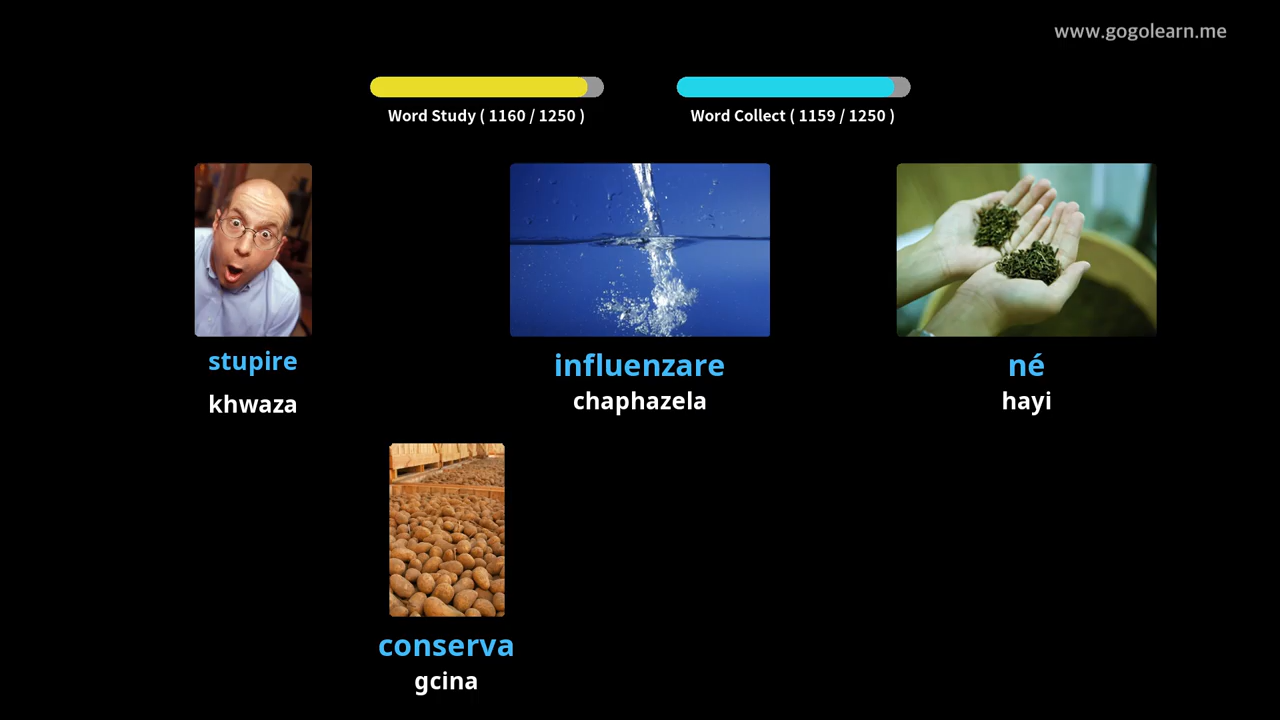 www.gogolearn.me
Word Study ( 1160 / 1250 )
Word Collect ( 1159 / 1250 )
stupire
khwaza
influenzare
chaphazela
né
hayi
conserva
gcina